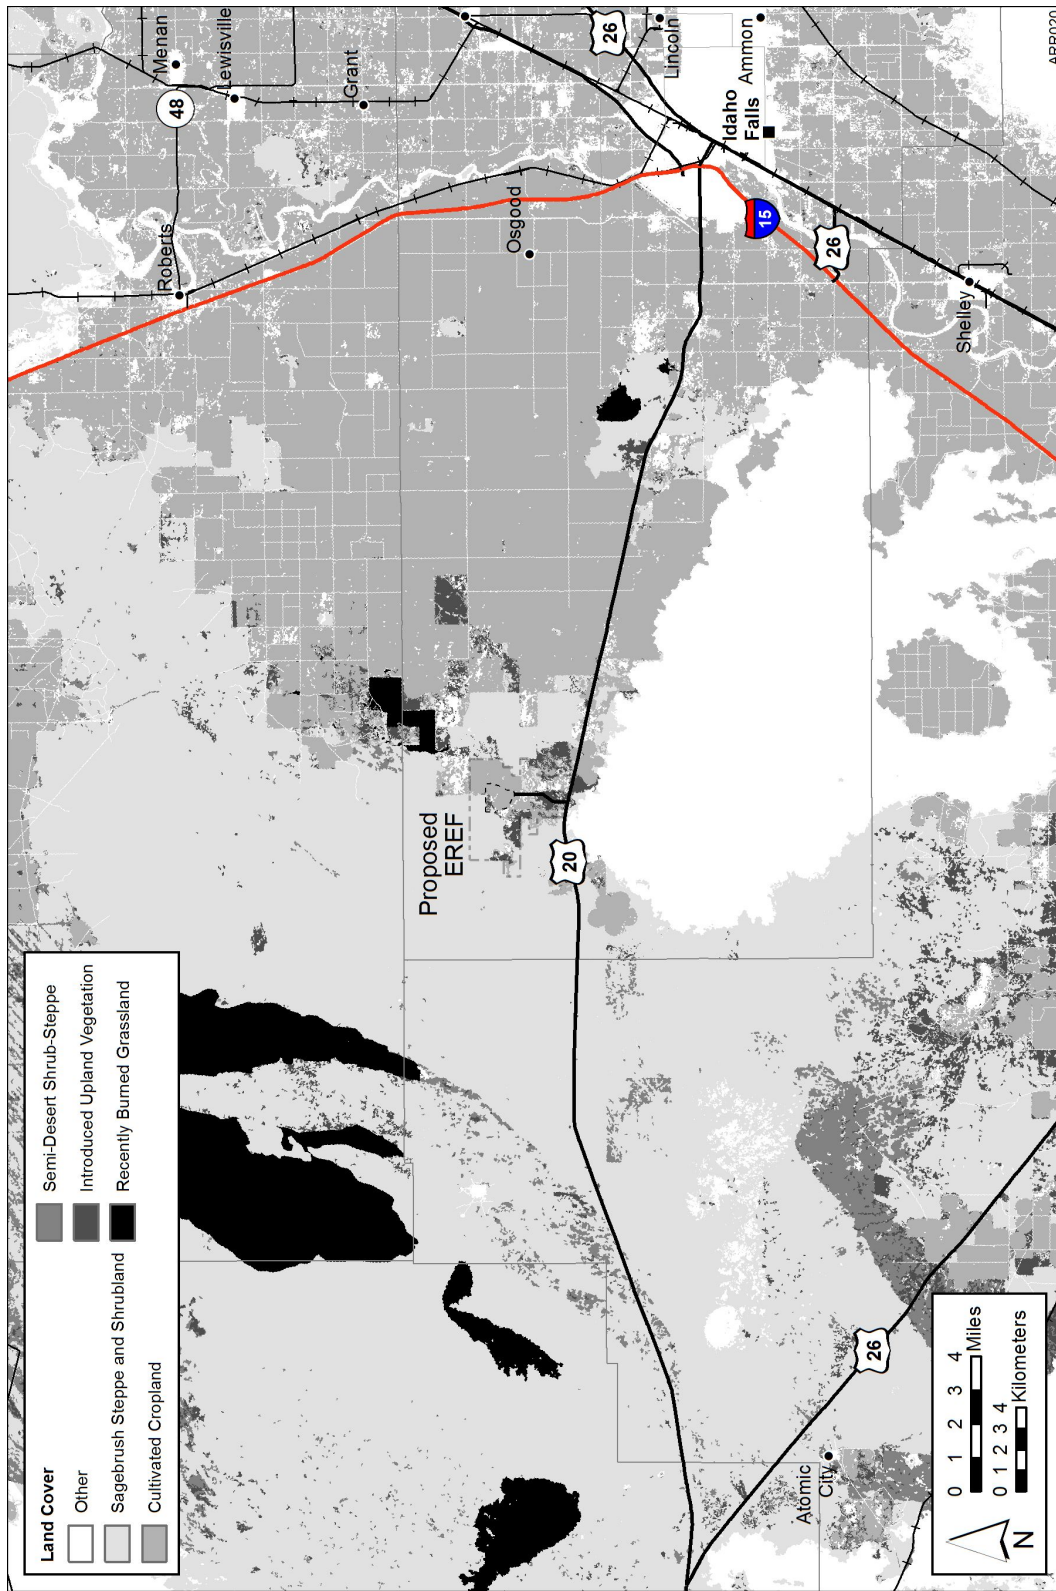 Land Cover
Other
Sagebrush Steppe and Shrubland
Cultivated Cropland
Semi-Desert Shrub-Steppe
Introduced Upland Vegetation
Recently Burned Grassland
Menan
48
Lewisville
Roberts
Grant
Proposed
EREF
Osgood
26
20
Lincoln
Idaho
Falls
Ammon
15
26
Atomic
City
26
Shelley
N
0 1 2 3 4
Miles
0 1 2 3 4
Kilometers
ARR020